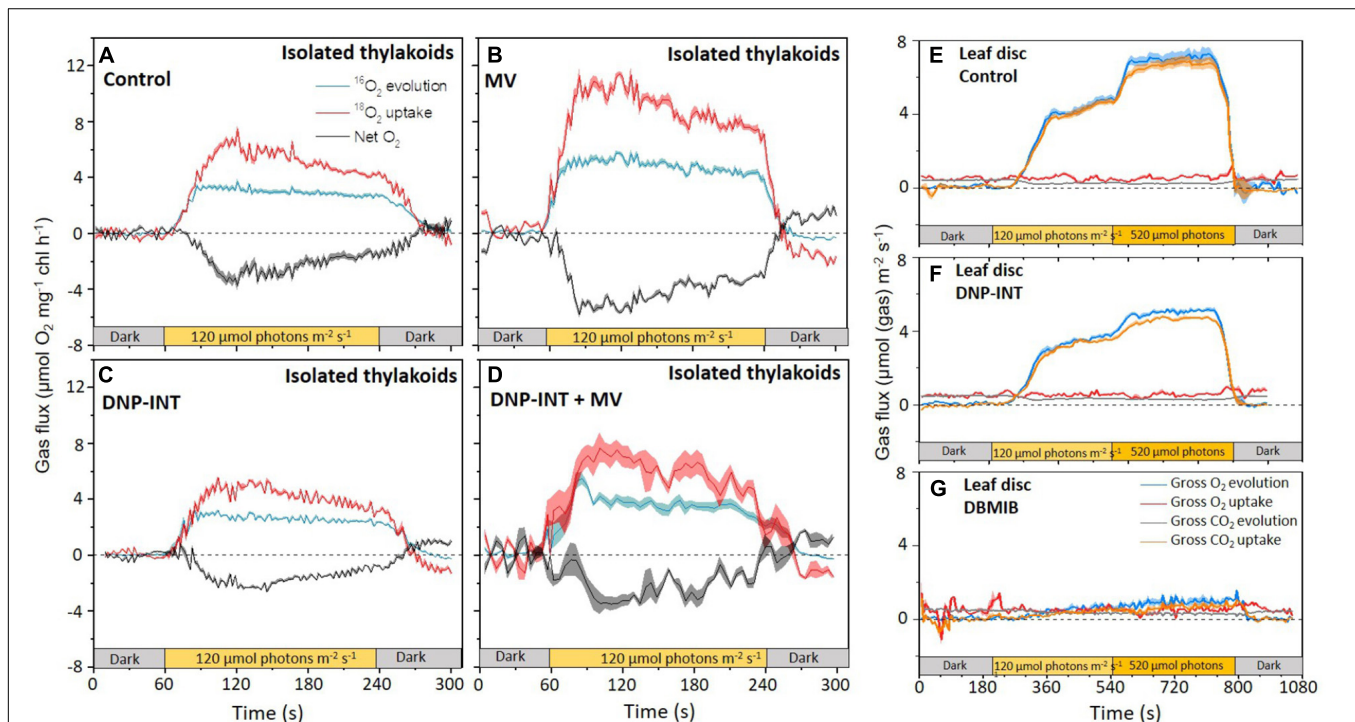 A
Isolated thylakoids
Control
¹⁶O₂ evolution
¹⁸O₂ uptake
Net O₂
12
8
4
0
-4
-8
Dark
120 μmol photons m⁻² s⁻¹
Dark
B
Isolated thylakoids
MV
Dark
120 μmol photons m⁻² s⁻¹
Dark
C
Isolated thylakoids
DNP-INT
12
8
4
0
-4
-8
Dark
120 μmol photons m⁻² s⁻¹
Dark
0 60 120 180 240 300
Time (s)
D
Isolated thylakoids
DNP-INT + MV
Dark
120 μmol photons m⁻² s⁻¹
Dark
0 60 120 180 240 300
Time (s)
Gas flux (μmol O₂ mg⁻¹ chl h⁻¹)
E
Leaf disc
Control
8
4
0
Dark
120 μmol photons m⁻² s⁻¹
520 μmol photons
Dark
F
Leaf disc
DNP-INT
8
4
0
Dark
120 μmol photons m⁻² s⁻¹
520 μmol photons
Dark
G
Leaf disc
DBMIB
Gross O₂ evolution
Gross O₂ uptake
Gross CO₂ evolution
Gross CO₂ uptake
8
4
0
Dark
120 μmol photons m⁻² s⁻¹
520 μmol photons
Dark
0 180 360 540 720 800 1080
Time (s)
Gas flux (μmol (gas) m⁻² s⁻¹)